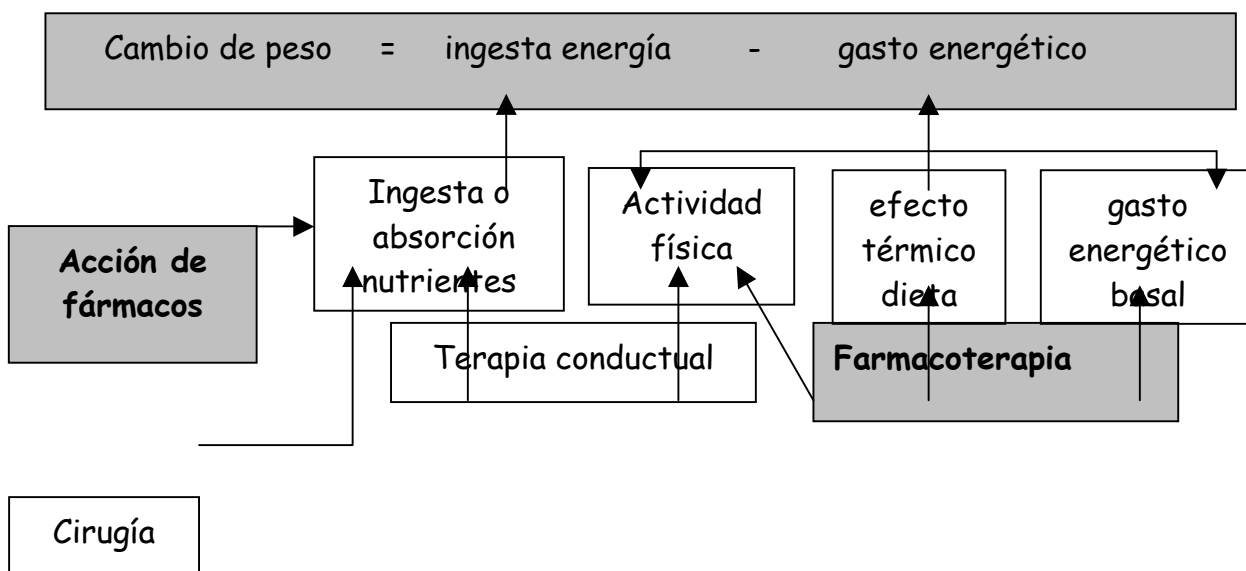 Cambio de peso = ingesta energía - gasto energético
Ingesta o
absorción
nutrientes
Actividad
física
efecto
térmico
dieta
gasto
energético
basal
Acción de
fármacos
Terapia conductual
Farmacoterapia
Cirugía